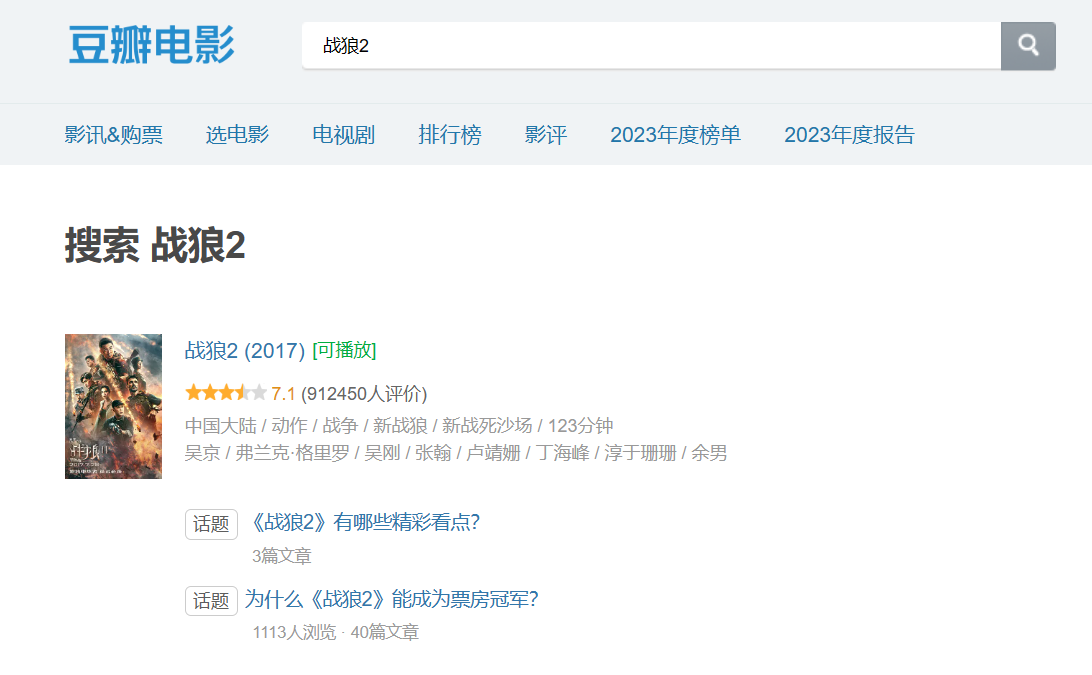 豆瓣电影
战狼2
影讯&购票 选电影 电视剧 排行榜 影评 2023年度榜单 2023年度报告
搜索 战狼2
战狼2 (2017) [可播放]
7.1 (912450人评价)
中国大陆 / 动作 / 战争 / 新战狼 / 新战死沙场 / 123分钟
吴京 / 弗兰克·格里罗 / 吴刚 / 张翰 / 卢靖姗 / 丁海峰 / 淳于珊珊 / 余男
战狼II
话题 《战狼2》有哪些精彩看点?
3篇文章
话题 为什么《战狼2》能成为票房冠军?
1113人浏览 · 40篇文章